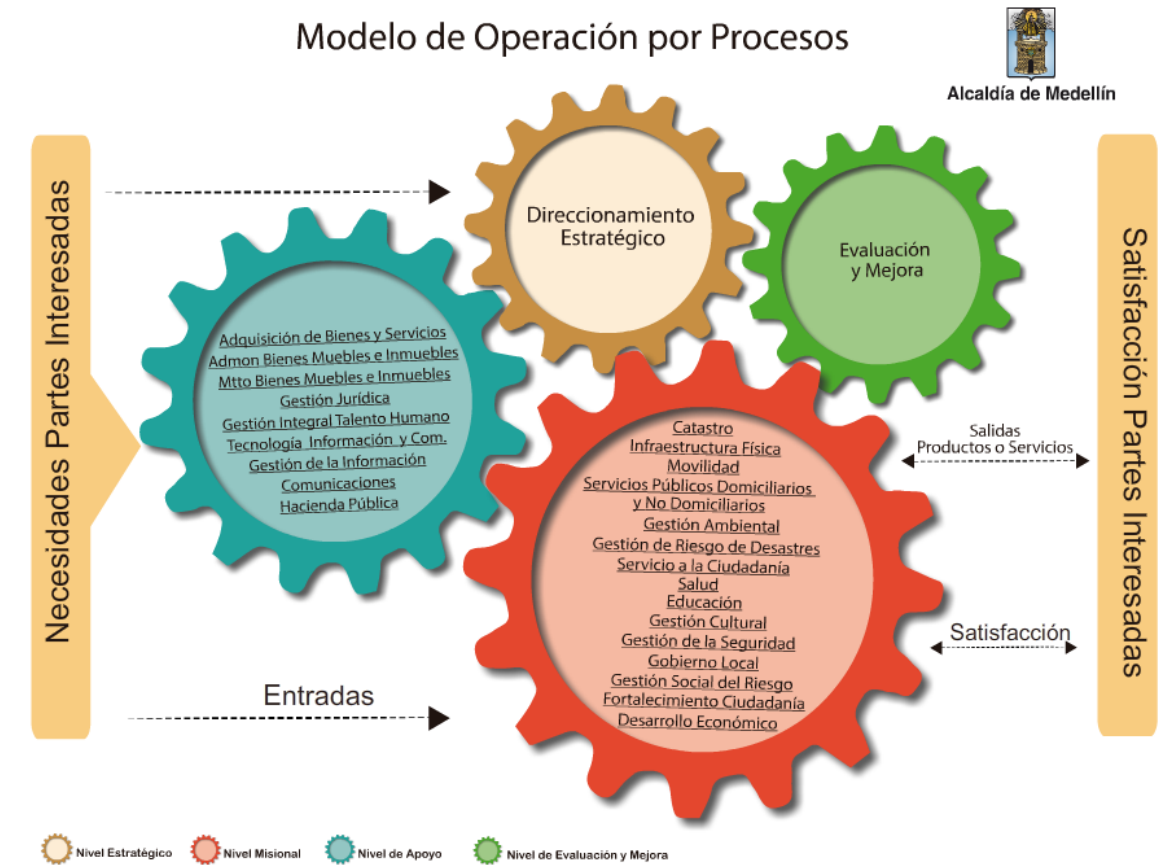 Modelo de Operación por Procesos
Alcaldía de Medellín
Necesidades Partes Interesadas
Direccionamiento
Estratégico
Evaluación
y Mejora
Adquisición de Bienes y Servicios
Admon Bienes Muebles e Inmuebles
Mtto Bienes Muebles e Inmuebles
Gestión Jurídica
Gestión Integral Talento Humano
Tecnología Información y Com.
Gestión de la Información
Comunicaciones
Hacienda Pública
Catastro
Infraestructura Física
Movilidad
Servicios Públicos Domiciliarios
y No Domiciliarios
Gestión Ambiental
Gestión de Riesgo de Desastres
Servicio a la Ciudadanía
Salud
Educación
Gestión Cultural
Gestión de la Seguridad
Gobierno Local
Gestión Social del Riesgo
Fortalecimiento Ciudadanía
Desarrollo Económico
Salidas
Productos o Servicios
Satisfacción
Entradas
Satisfacción Partes Interesadas
Nivel Estratégico
Nivel Misional
Nivel de Apoyo
Nivel de Evaluación y Mejora